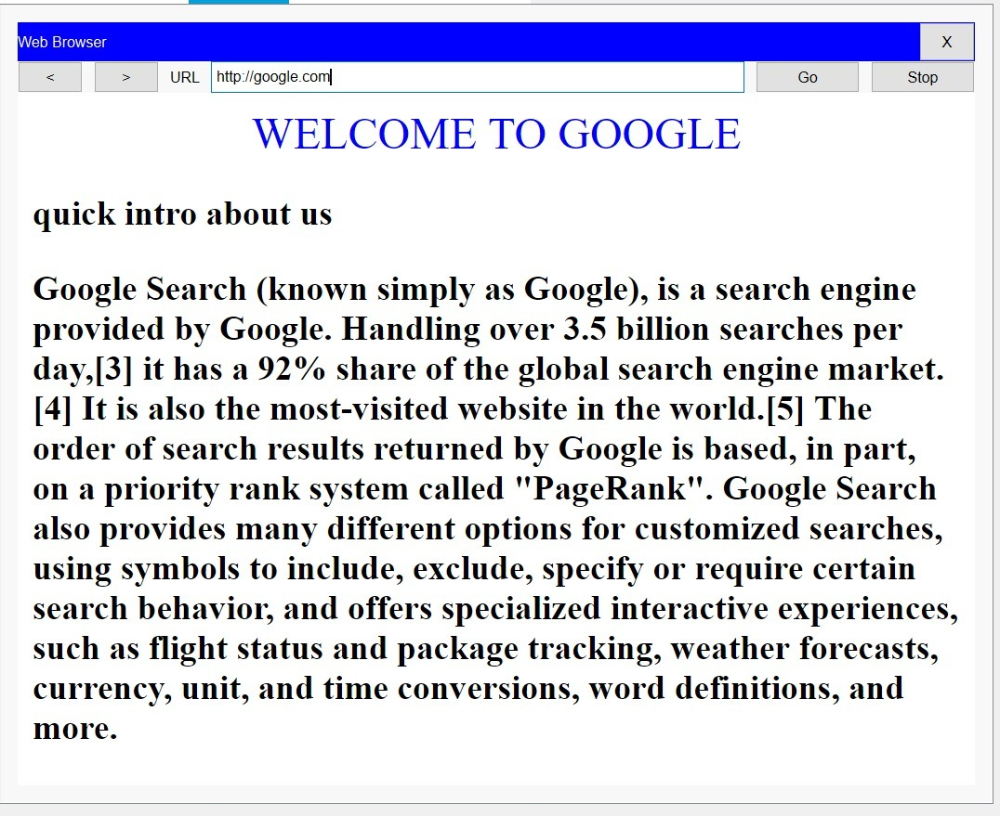 Web Browser X
< > URL http://google.com Go Stop
WELCOME TO GOOGLE
quick intro about us
Google Search (known simply as Google), is a search engine
provided by Google. Handling over 3.5 billion searches per
day,[3] it has a 92% share of the global search engine market.
[4] It is also the most-visited website in the world.[5] The
order of search results returned by Google is based, in part,
on a priority rank system called "PageRank". Google Search
also provides many different options for customized searches,
using symbols to include, exclude, specify or require certain
search behavior, and offers specialized interactive experiences,
such as flight status and package tracking, weather forecasts,
currency, unit, and time conversions, word definitions, and
more.